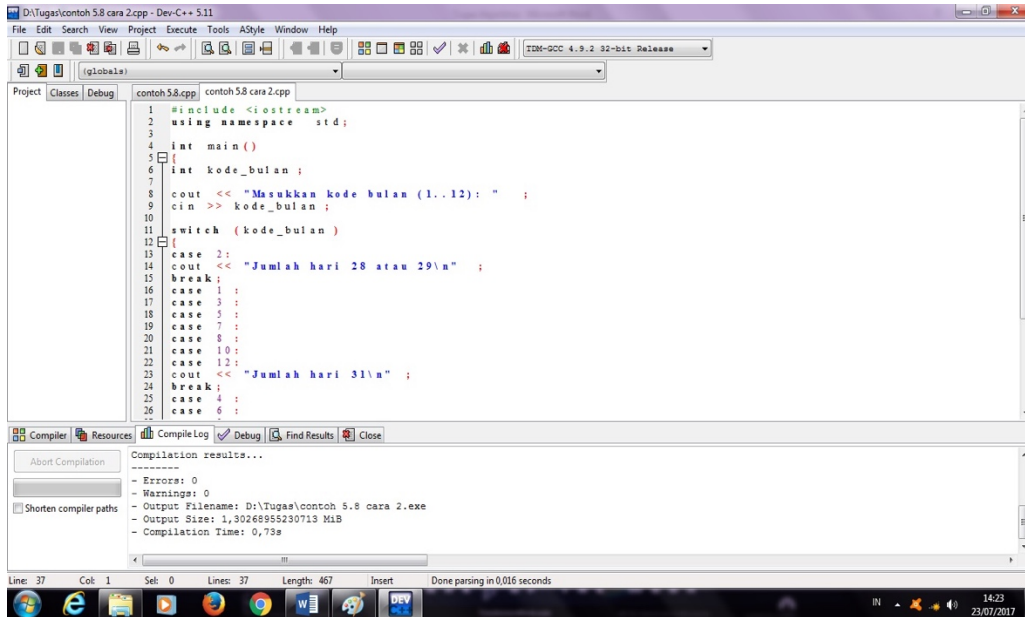 D:\Tugas\contoh 5.8 cara 2.cpp - Dev-C++ 5.11
File Edit Search View Project Execute Tools AStyle Window Help
TDM-GCC 4.9.2 32-bit Release
(globals)
Project Classes Debug contoh 5.8.cpp contoh 5.8 cara 2.cpp
1 #include <iostream>
2 using namespace std;
3
4 int main()
5 {
6 int kode_bulan ;
7
8 cout << "Masukkan kode bulan (1..12): " ;
9 cin >> kode_bulan ;
10
11 switch (kode_bulan )
12 {
13 case 2:
14 cout << "Jumlah hari 28 atau 29\n" ;
15 break;
16 case 1 :
17 case 3 :
18 case 5 :
19 case 7 :
20 case 8 :
21 case 10:
22 case 12:
23 cout << "Jumlah hari 31\n" ;
24 break;
25 case 4 :
26 case 6 :
Compiler Resources Compile Log Debug Find Results Close
Abort Compilation
Shorten compiler paths
Compilation results...
--------
- Errors: 0
- Warnings: 0
- Output Filename: D:\Tugas\contoh 5.8 cara 2.exe
- Output Size: 1,30268955230713 MiB
- Compilation Time: 0,73s
Line: 37 Col: 1 Sel: 0 Lines: 37 Length: 467 Insert Done parsing in 0,016 seconds
DEV
IN
14:23
23/07/2017